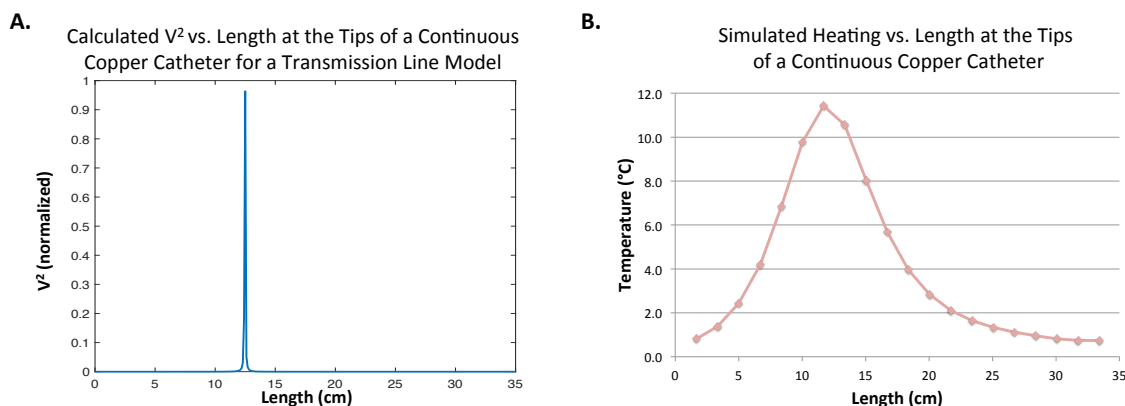 A.
Calculated V² vs. Length at the Tips of a Continuous
Copper Catheter for a Transmission Line Model
V² (normalized)
1
0.9
0.8
0.7
0.6
0.5
0.4
0.3
0.2
0.1
0
0 5 10 15 20 25 30 35
Length (cm)
B.
Simulated Heating vs. Length at the Tips
of a Continuous Copper Catheter
Temperature (°C)
12.0
10.0
8.0
6.0
4.0
2.0
0.0
0 5 10 15 20 25 30 35
Length (cm)